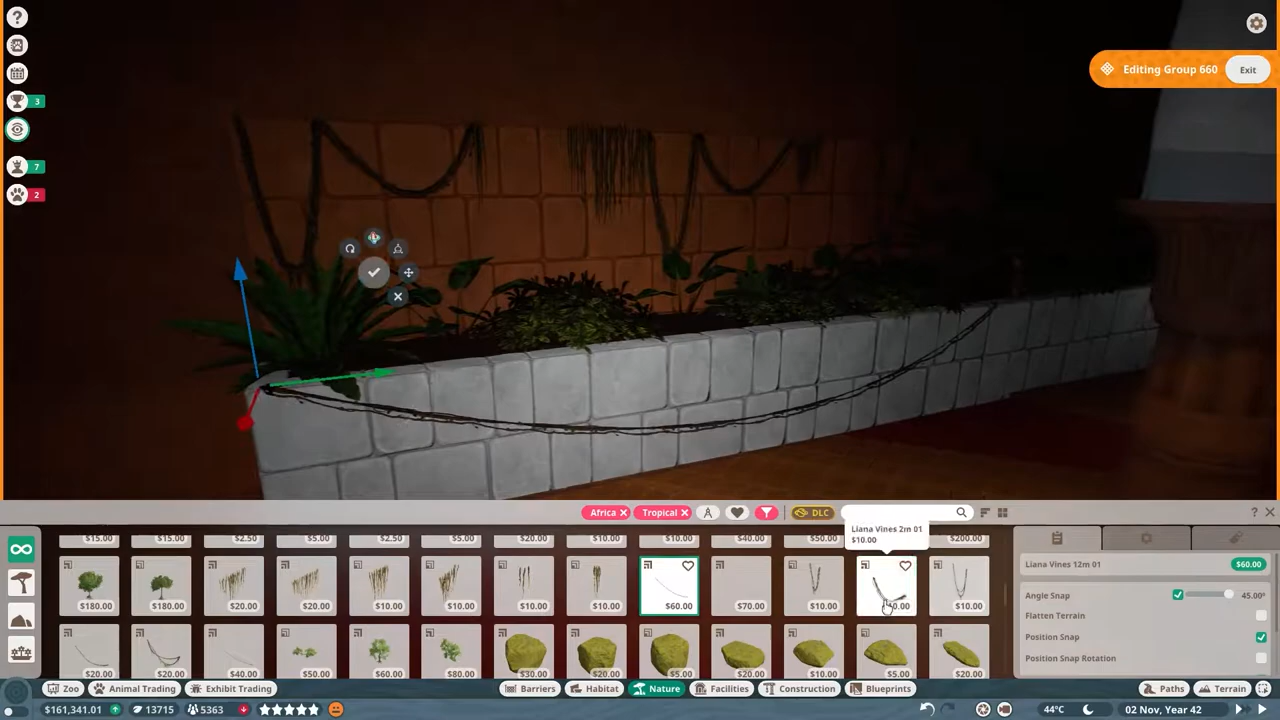 ?
Editing Group 660
Exit
3
7
2
Africa ×
Tropical ×
DLC
? ×
Liana Vines 2m 01
$10.00
$15.00 $15.00 $2.50 $5.00 $2.50 $5.00 $10.00 $10.00 $10.00 $50.00 $200.00
$180.00 $180.00 $20.00 $20.00 $10.00 $10.00 $10.00 $10.00 $60.00 $70.00 $10.00 $10.00
$20.00 $20.00 $20.00 $50.00 $60.00 $80.00 $30.00 $20.00 $5.00 $20.00 $10.00 $5.00 $20.00
Liana Vines 12m 01
$60.00
Angle Snap
45.00°
Flatten Terrain
Position Snap
Position Snap Rotation
Zoo
Animal Trading
Exhibit Trading
Barriers
Habitat
Nature
Facilities
Construction
Blueprints
Paths
Terrain
$161,341.01
13715
5363
44°C
02 Nov, Year 42